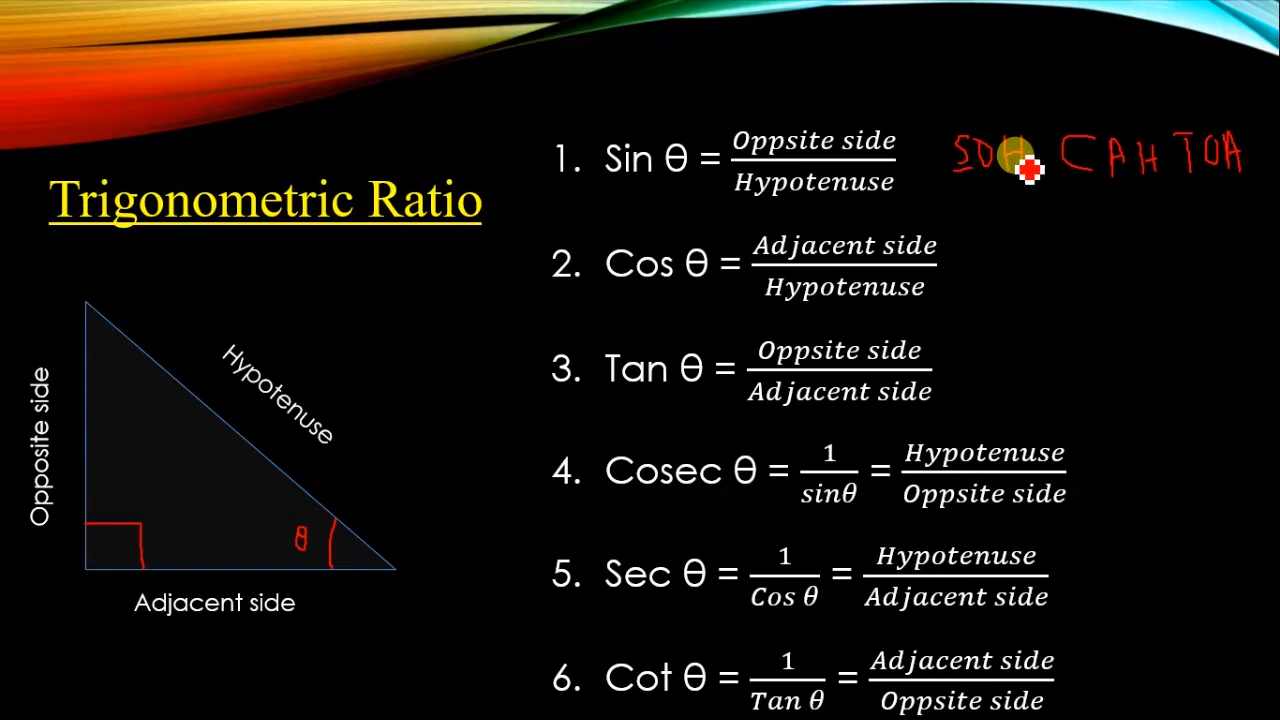 Trigonometric Ratio
Opposite side
Hypotenuse
θ
Adjacent side
1. Sin θ = Oppsite side / Hypotenuse
SOH CAH TOA
2. Cos θ = Adjacent side / Hypotenuse
3. Tan θ = Oppsite side / Adjacent side
4. Cosec θ = 1 / sinθ = Hypotenuse / Oppsite side
5. Sec θ = 1 / Cos θ = Hypotenuse / Adjacent side
6. Cot θ = 1 / Tan θ = Adjacent side / Oppsite side